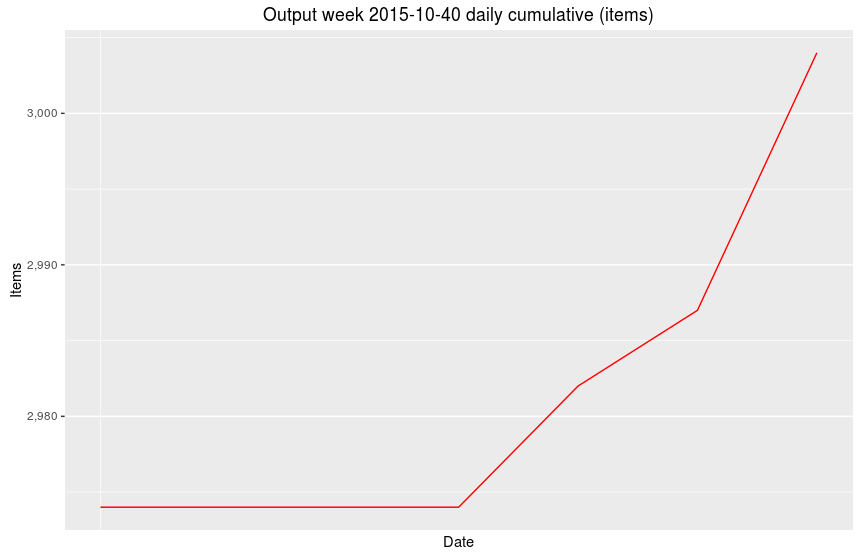 Output week 2015-10-40 daily cumulative (items)
3,000
2,990
2,980
Items
Date